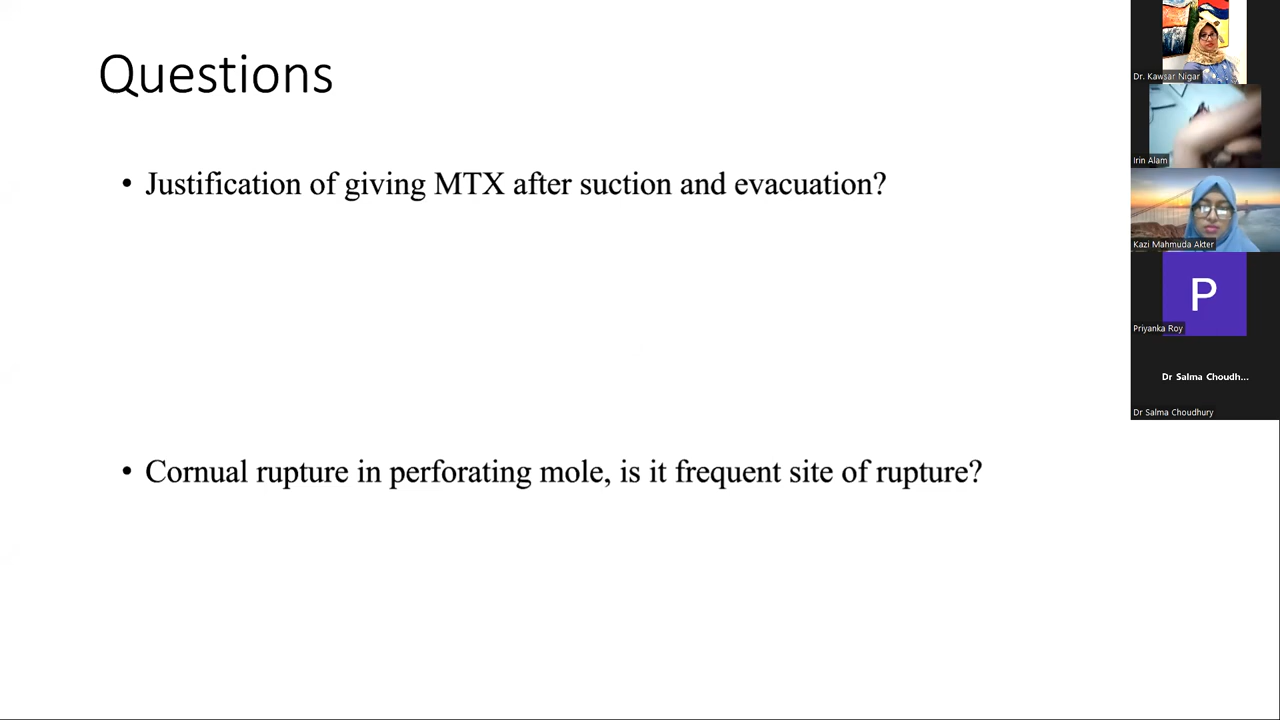 Questions
• Justification of giving MTX after suction and evacuation?
• Cornual rupture in perforating mole, is it frequent site of rupture?
Dr. Kawsar Nigar
Irin Alam
Kazi Mahmuda Akter
P
Priyanka Roy
Dr Salma Choudh...
Dr Salma Choudhury